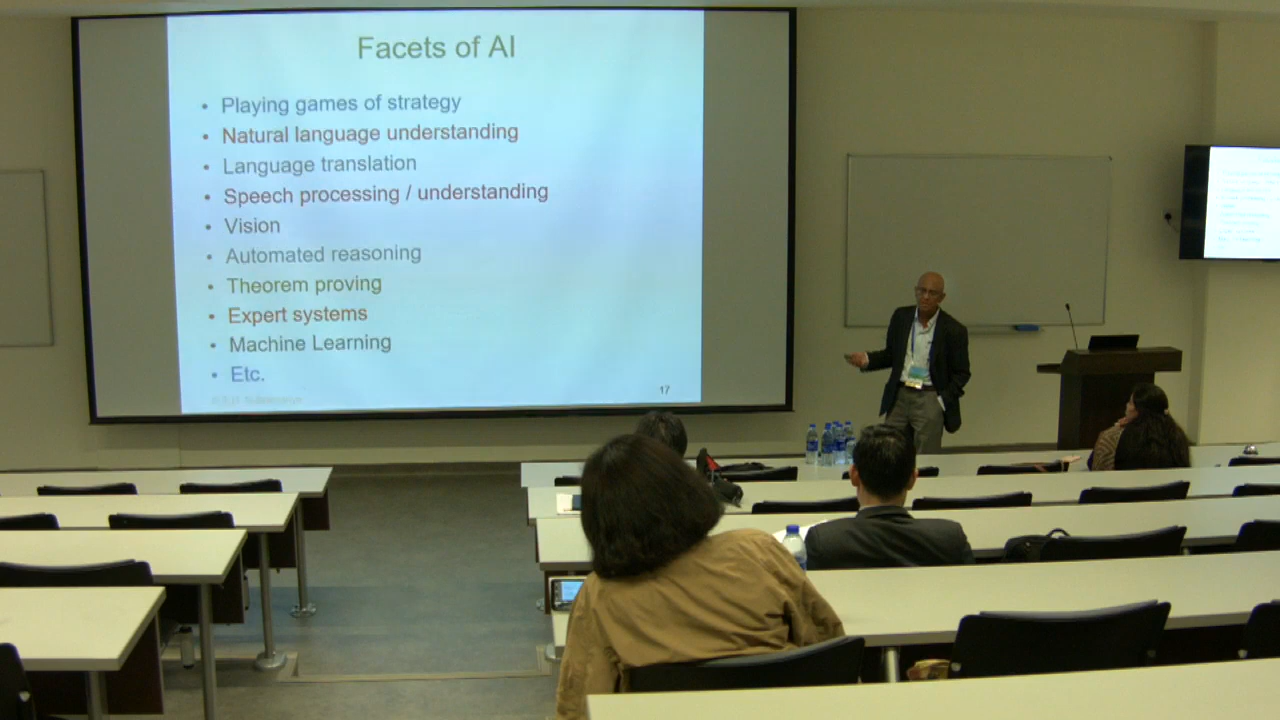 Facets of AI
• Playing games of strategy
• Natural language understanding
• Language translation
• Speech processing / understanding
• Vision
• Automated reasoning
• Theorem proving
• Expert systems
• Machine Learning
• Etc.
17